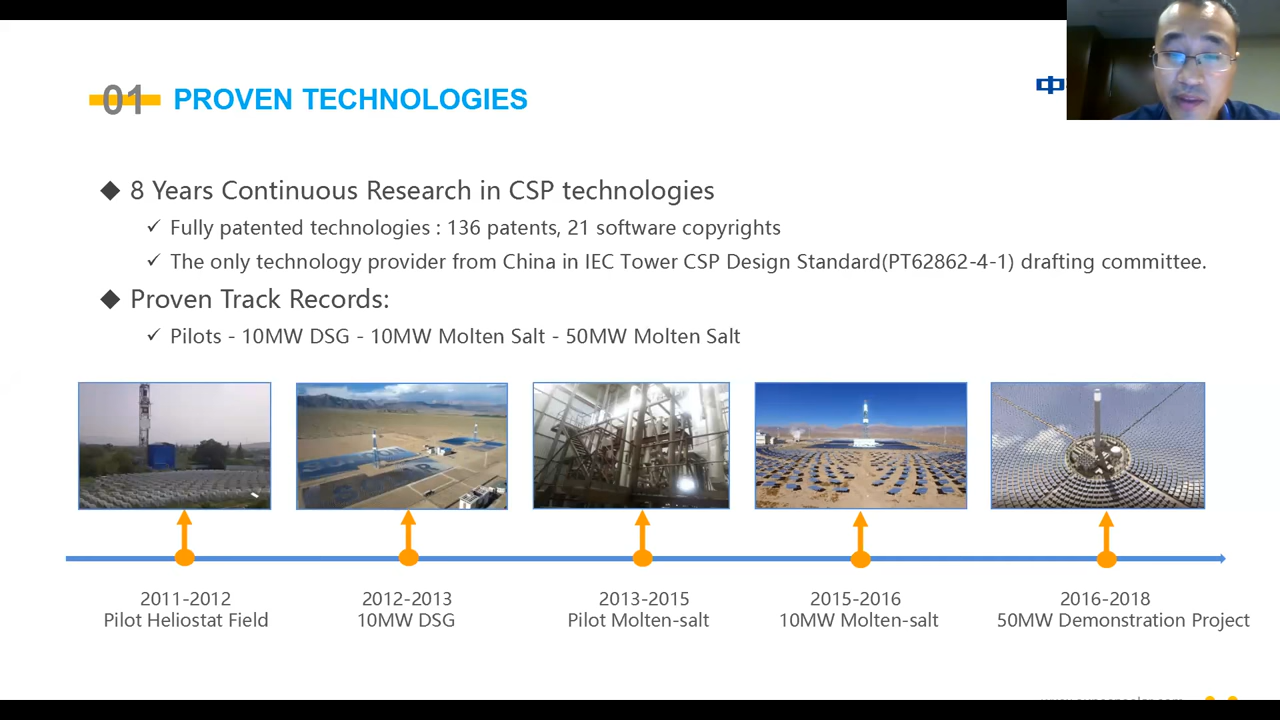 01 PROVEN TECHNOLOGIES
中
◆ 8 Years Continuous Research in CSP technologies
✓ Fully patented technologies : 136 patents, 21 software copyrights
✓ The only technology provider from China in IEC Tower CSP Design Standard(PT62862-4-1) drafting committee.
◆ Proven Track Records:
✓ Pilots - 10MW DSG - 10MW Molten Salt - 50MW Molten Salt
2011-2012
Pilot Heliostat Field
2012-2013
10MW DSG
2013-2015
Pilot Molten-salt
2015-2016
10MW Molten-salt
2016-2018
50MW Demonstration Project